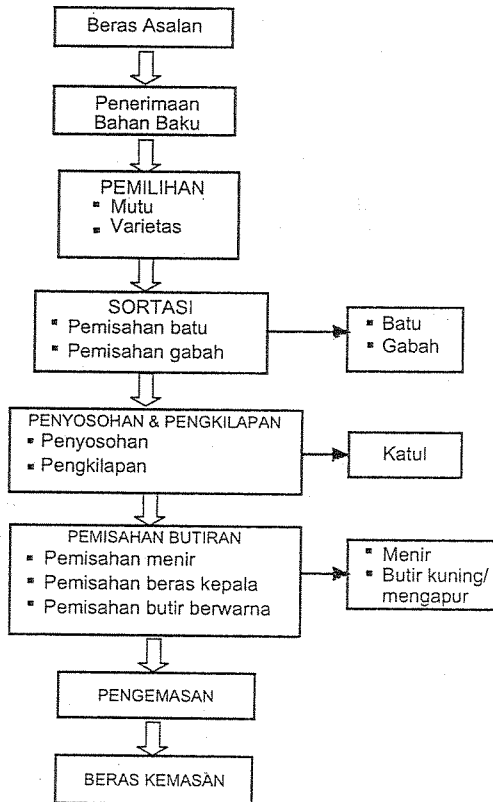 Beras Asalan
Penerimaan
Bahan Baku
PEMILIHAN
▪ Mutu
▪ Varietas
SORTASI
▪ Pemisahan batu
▪ Pemisahan gabah
▪ Batu
▪ Gabah
PENYOSOHAN & PENGKILAPAN
▪ Penyosohan
▪ Pengkilapan
Katul
PEMISAHAN BUTIRAN
▪ Pemisahan menir
▪ Pemisahan beras kepala
▪ Pemisahan butir berwarna
▪ Menir
▪ Butir kuning/
mengapur
PENGEMASAN
BERAS KEMASAN